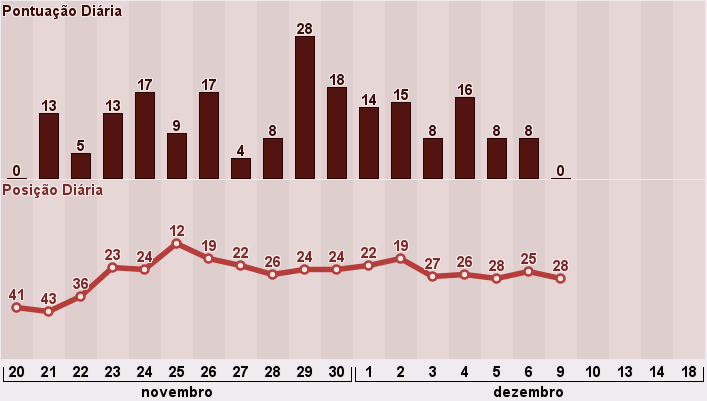 Pontuação Diária
0 13 5 13 17 9 17 4 8 28 18 14 15 8 16 8 8 0
Posição Diária
41 43 36 23 24 12 19 22 26 24 24 22 19 27 26 28 25 28
20 21 22 23 24 25 26 27 28 29 30 1 2 3 4 5 6 9 10 13 14 18
novembro dezembro